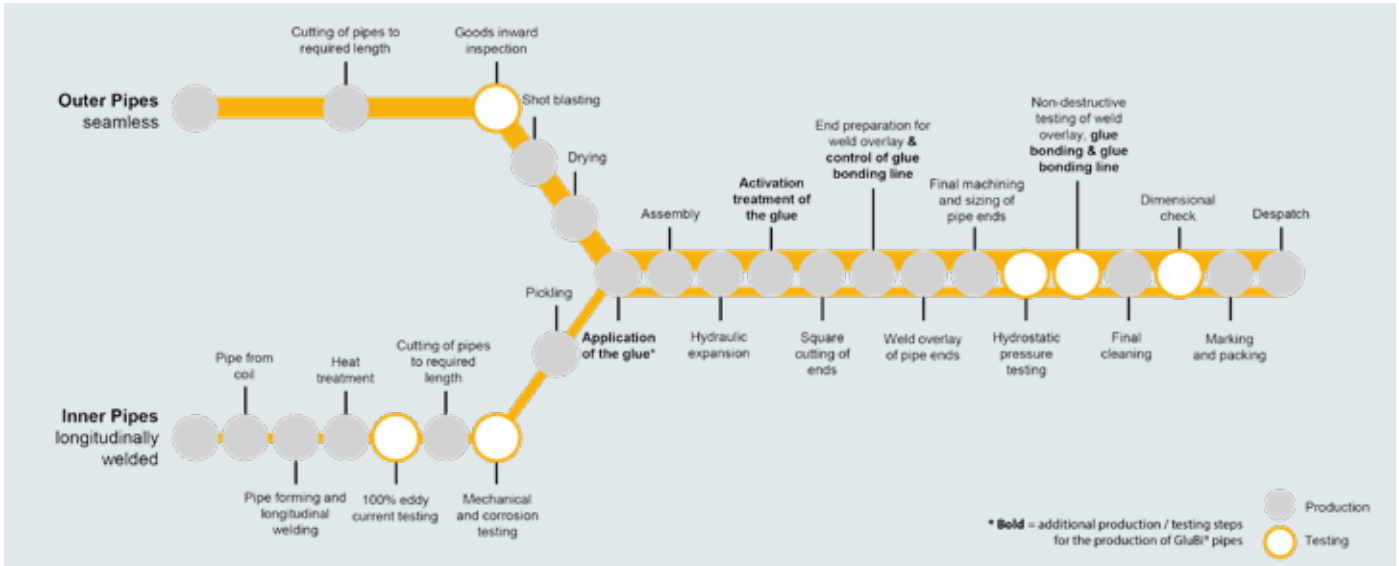 Cutting of pipes to
required length
Goods inward
inspection
Outer Pipes
seamless
Shot blasting
Drying
Non-destructive
testing of weld
overlay, glue
bonding & glue
bonding line
End preparation for
weld overlay &
control of glue
bonding line
Activation
treatment of
the glue
Final machining
and sizing of
pipe ends
Assembly
Dimensional
check
Despatch
Pickling
Application
of the glue*
Hydraulic
expansion
Square
cutting of
ends
Weld overlay
of pipe ends
Hydrostatic
pressure
testing
Final
cleaning
Marking
and packing
Pipe from
coil
Heat
treatment
Cutting of pipes
to required
length
Inner Pipes
longitudinally
welded
Pipe forming and
longitudinal
welding
100% eddy
current testing
Mechanical
and corrosion
testing
* Bold = additional production / testing steps
for the production of GluBi® pipes
Production
Testing